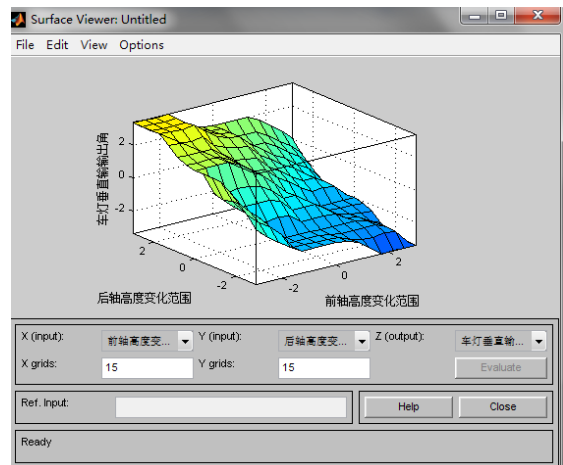 Surface Viewer: Untitled
File Edit View Options
车灯垂直输出角
2
0
-2
2
0
-2
后轴高度变化范围
-2
0
2
前轴高度变化范围
X (input): 前轴高度变... Y (input): 后轴高度变... Z (output): 车灯垂直输...
X grids: 15 Y grids: 15 Evaluate
Ref. Input: Help Close
Ready